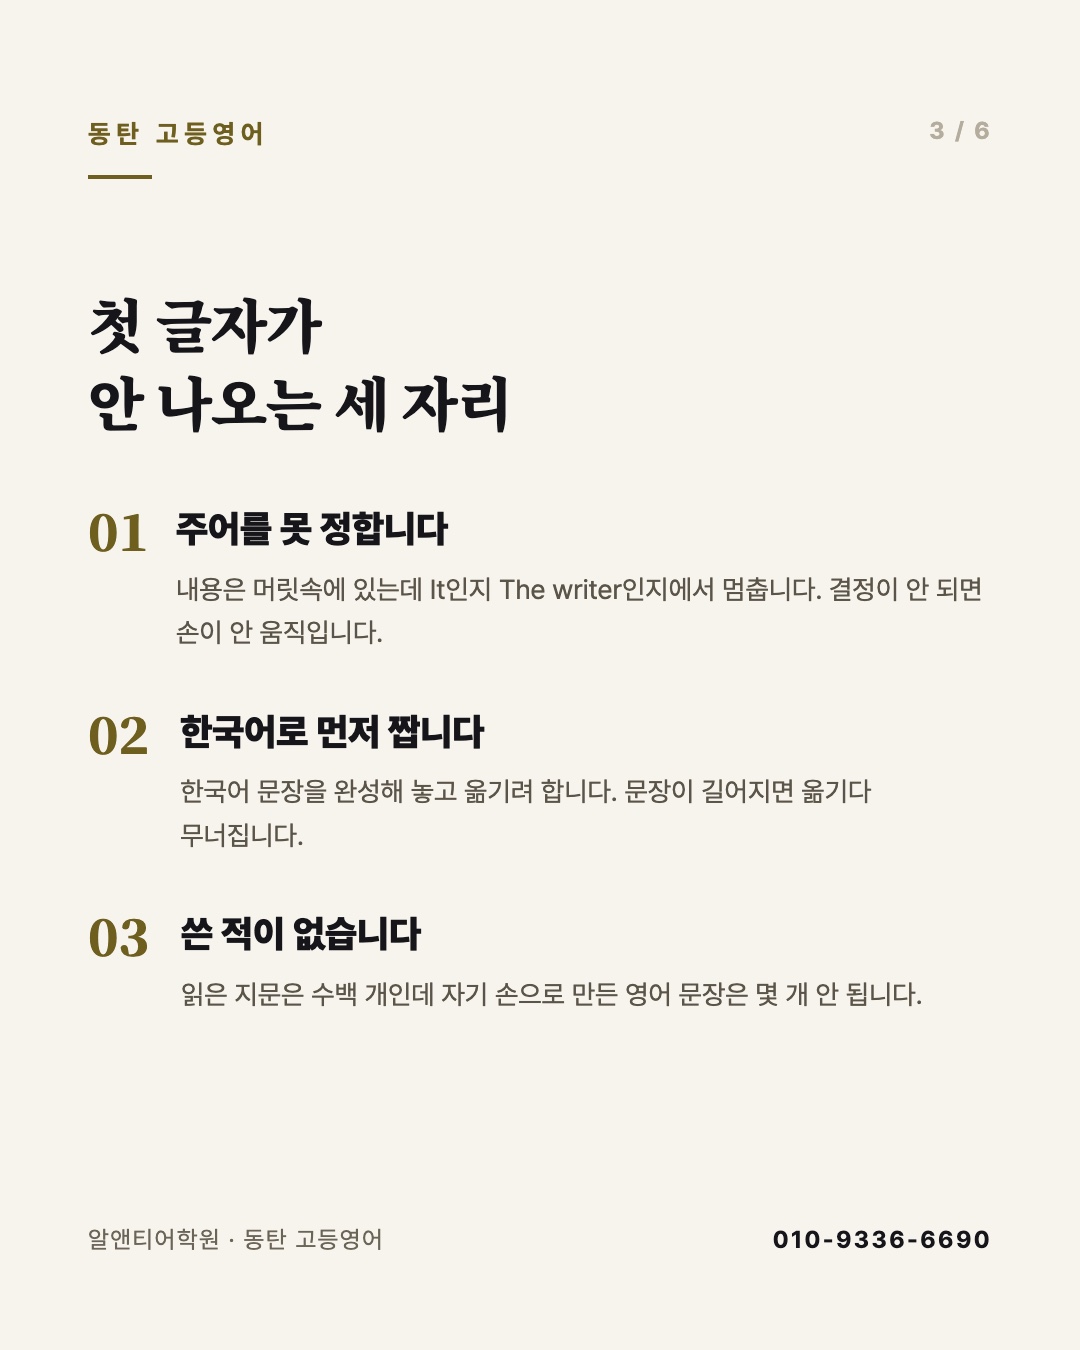 동탄 고등영어
3 / 6
첫 글자가
안 나오는 세 자리
01 주어를 못 정합니다
내용은 머릿속에 있는데 It인지 The writer인지에서 멈춥니다. 결정이 안 되면
손이 안 움직입니다.
02 한국어로 먼저 짭니다
한국어 문장을 완성해 놓고 옮기려 합니다. 문장이 길어지면 옮기다
무너집니다.
03 쓴 적이 없습니다
읽은 지문은 수백 개인데 자기 손으로 만든 영어 문장은 몇 개 안 됩니다.
알앤티어학원 · 동탄 고등영어
010-9336-6690